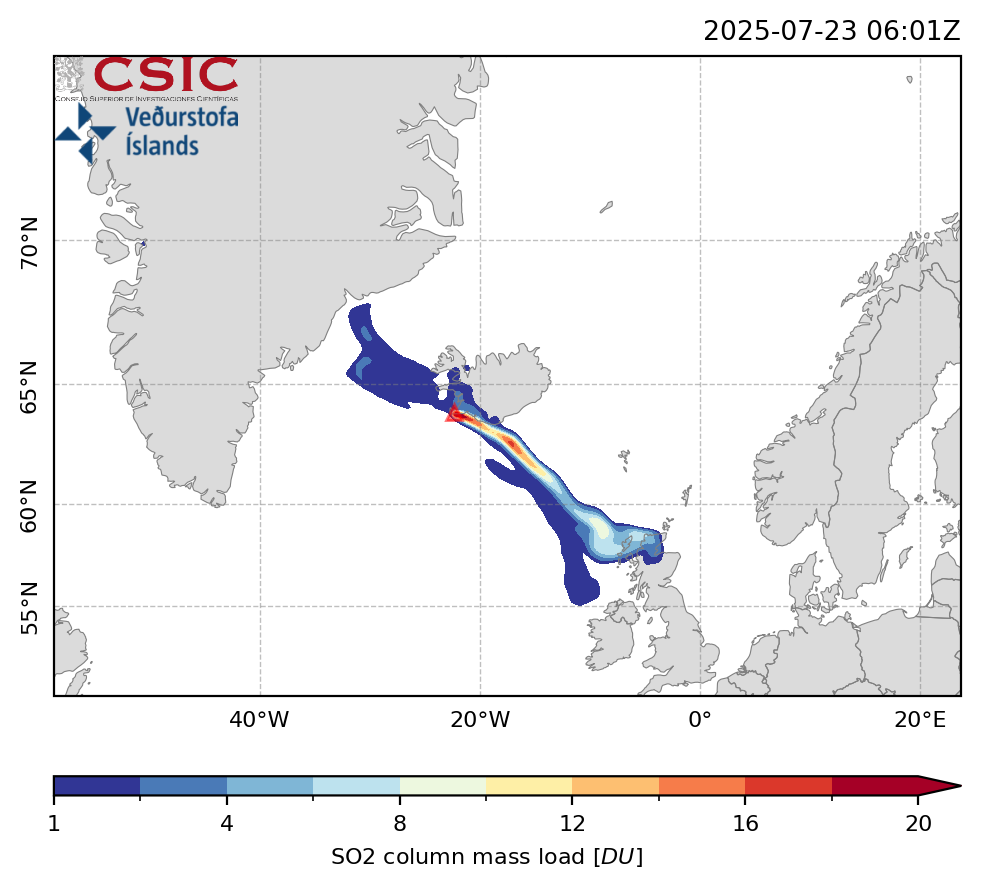 2025-07-23 06:01Z
CSIC
CONSEJO SUPERIOR DE INVESTIGACIONES CIENTÍFICAS
Veðurstofa
Íslands
70°N
65°N
60°N
55°N
40°W 20°W 0° 20°E
1 4 8 12 16 20
SO2 column mass load [DU]